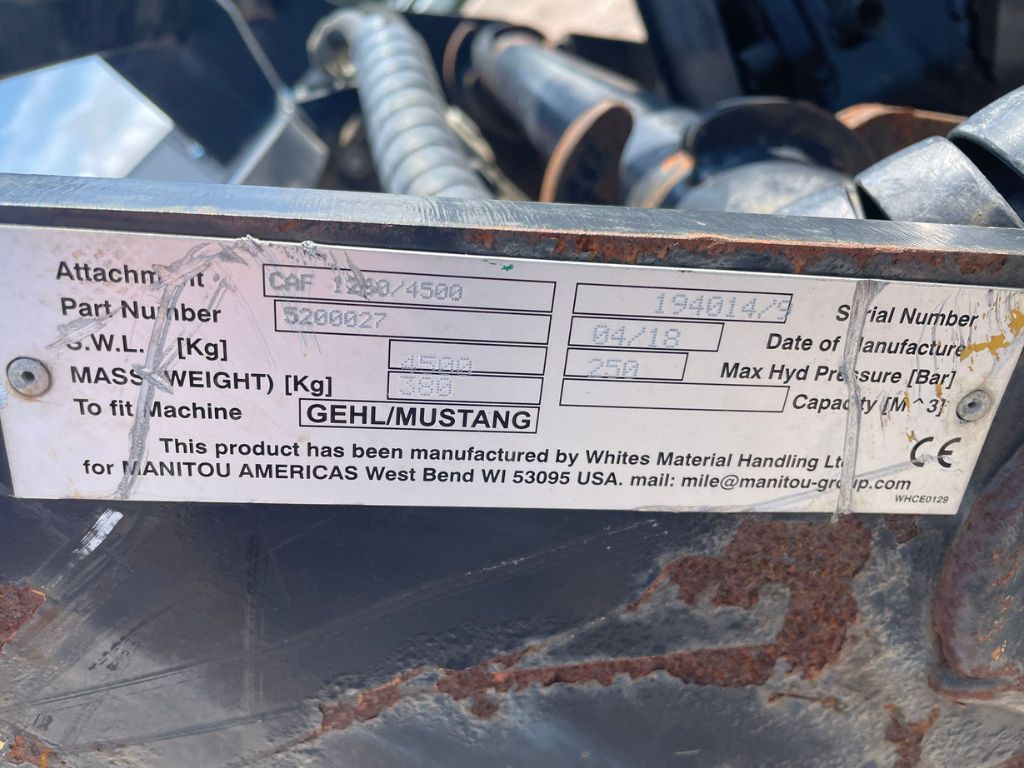 Attachment CAF 1200/4500 194014/9 Serial Number
Part Number 5200027 04/18 Date of Manufacture
S.W.L. [Kg] 4500 250 Max Hyd Pressure [Bar]
MASS (WEIGHT) [Kg] 380 Capacity [M^3]
To fit Machine GEHL/MUSTANG
This product has been manufactured by Whites Material Handling Ltd
for MANITOU AMERICAS West Bend WI 53095 USA. mail: mile@manitou-group.com
CE
WHCE0129